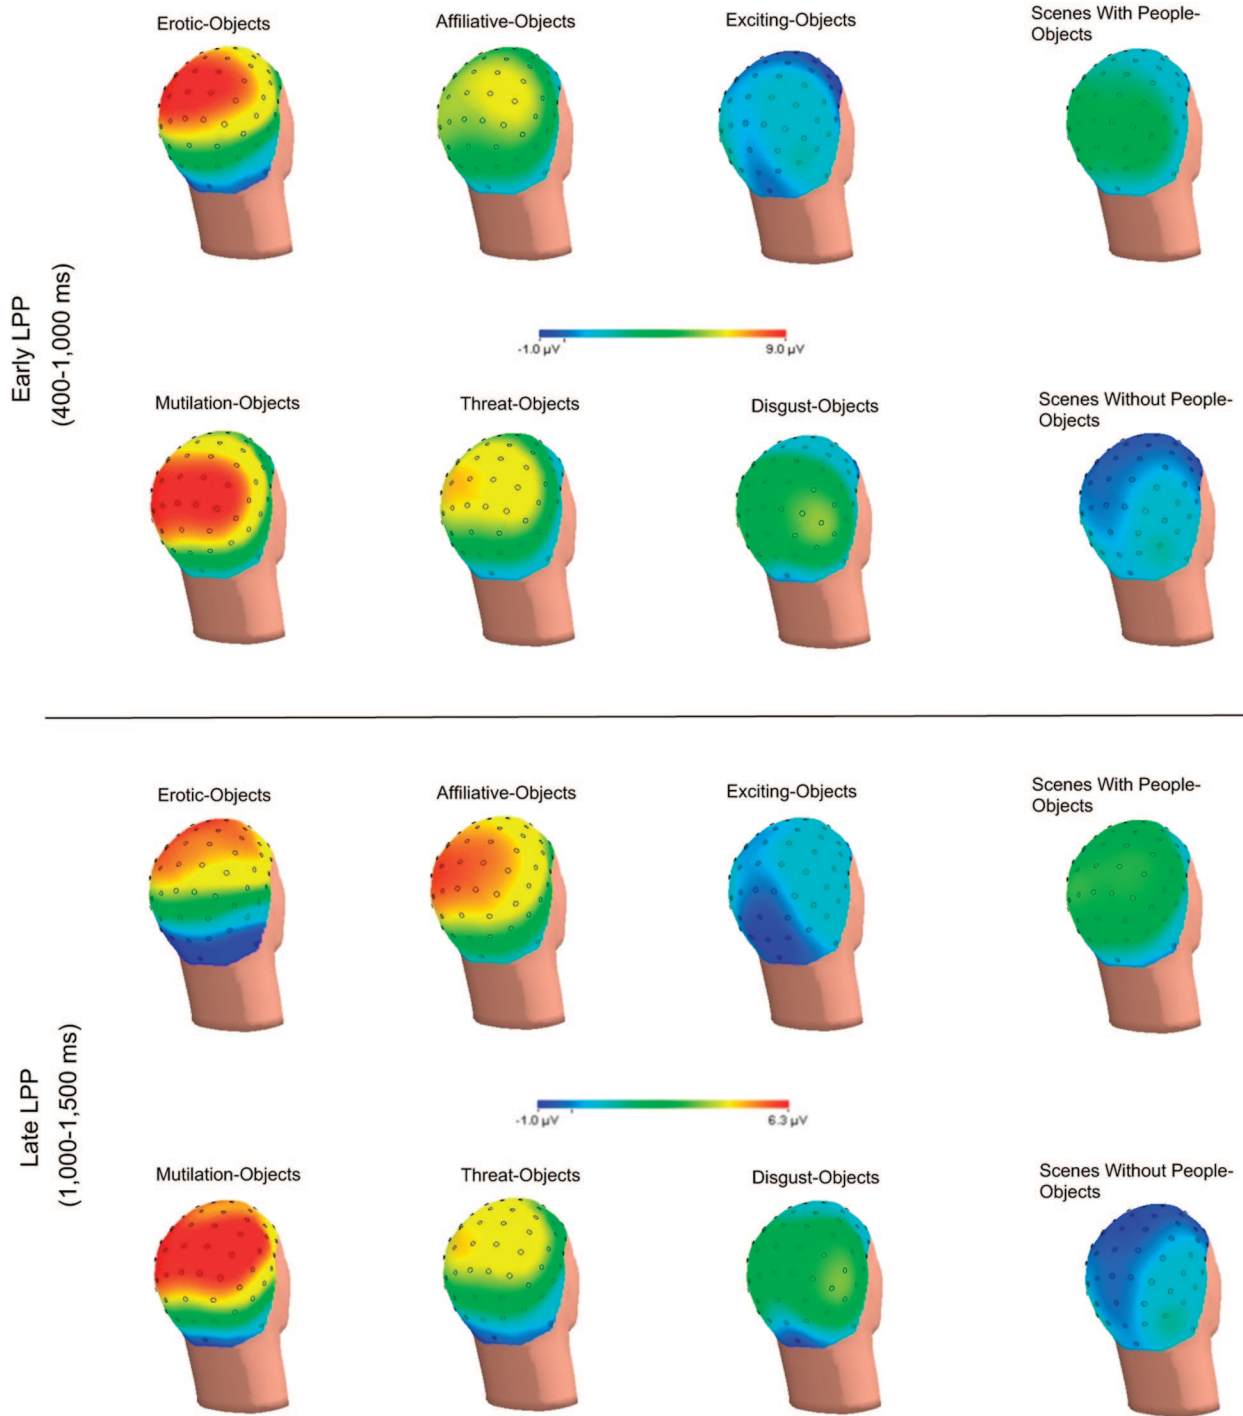 Erotic-Objects
Affiliative-Objects
Exciting-Objects
Scenes With People-
Objects
Early LPP
(400-1,000 ms)
-1.0 µV
9.0 µV
Mutilation-Objects
Threat-Objects
Disgust-Objects
Scenes Without People-
Objects
Erotic-Objects
Affiliative-Objects
Exciting-Objects
Scenes With People-
Objects
Late LPP
(1,000-1,500 ms)
-1.0 µV
6.3 µV
Mutilation-Objects
Threat-Objects
Disgust-Objects
Scenes Without People-
Objects